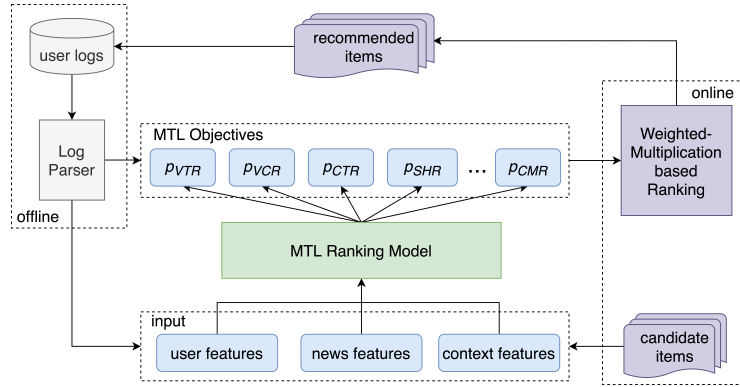 user logs
recommended
items
online
Log
Parser
MTL Objectives
pVTR
pVCR
pCTR
pSHR
...
pCMR
Weighted-
Multiplication
based
Ranking
offline
MTL Ranking Model
input
user features
news features
context features
candidate
items